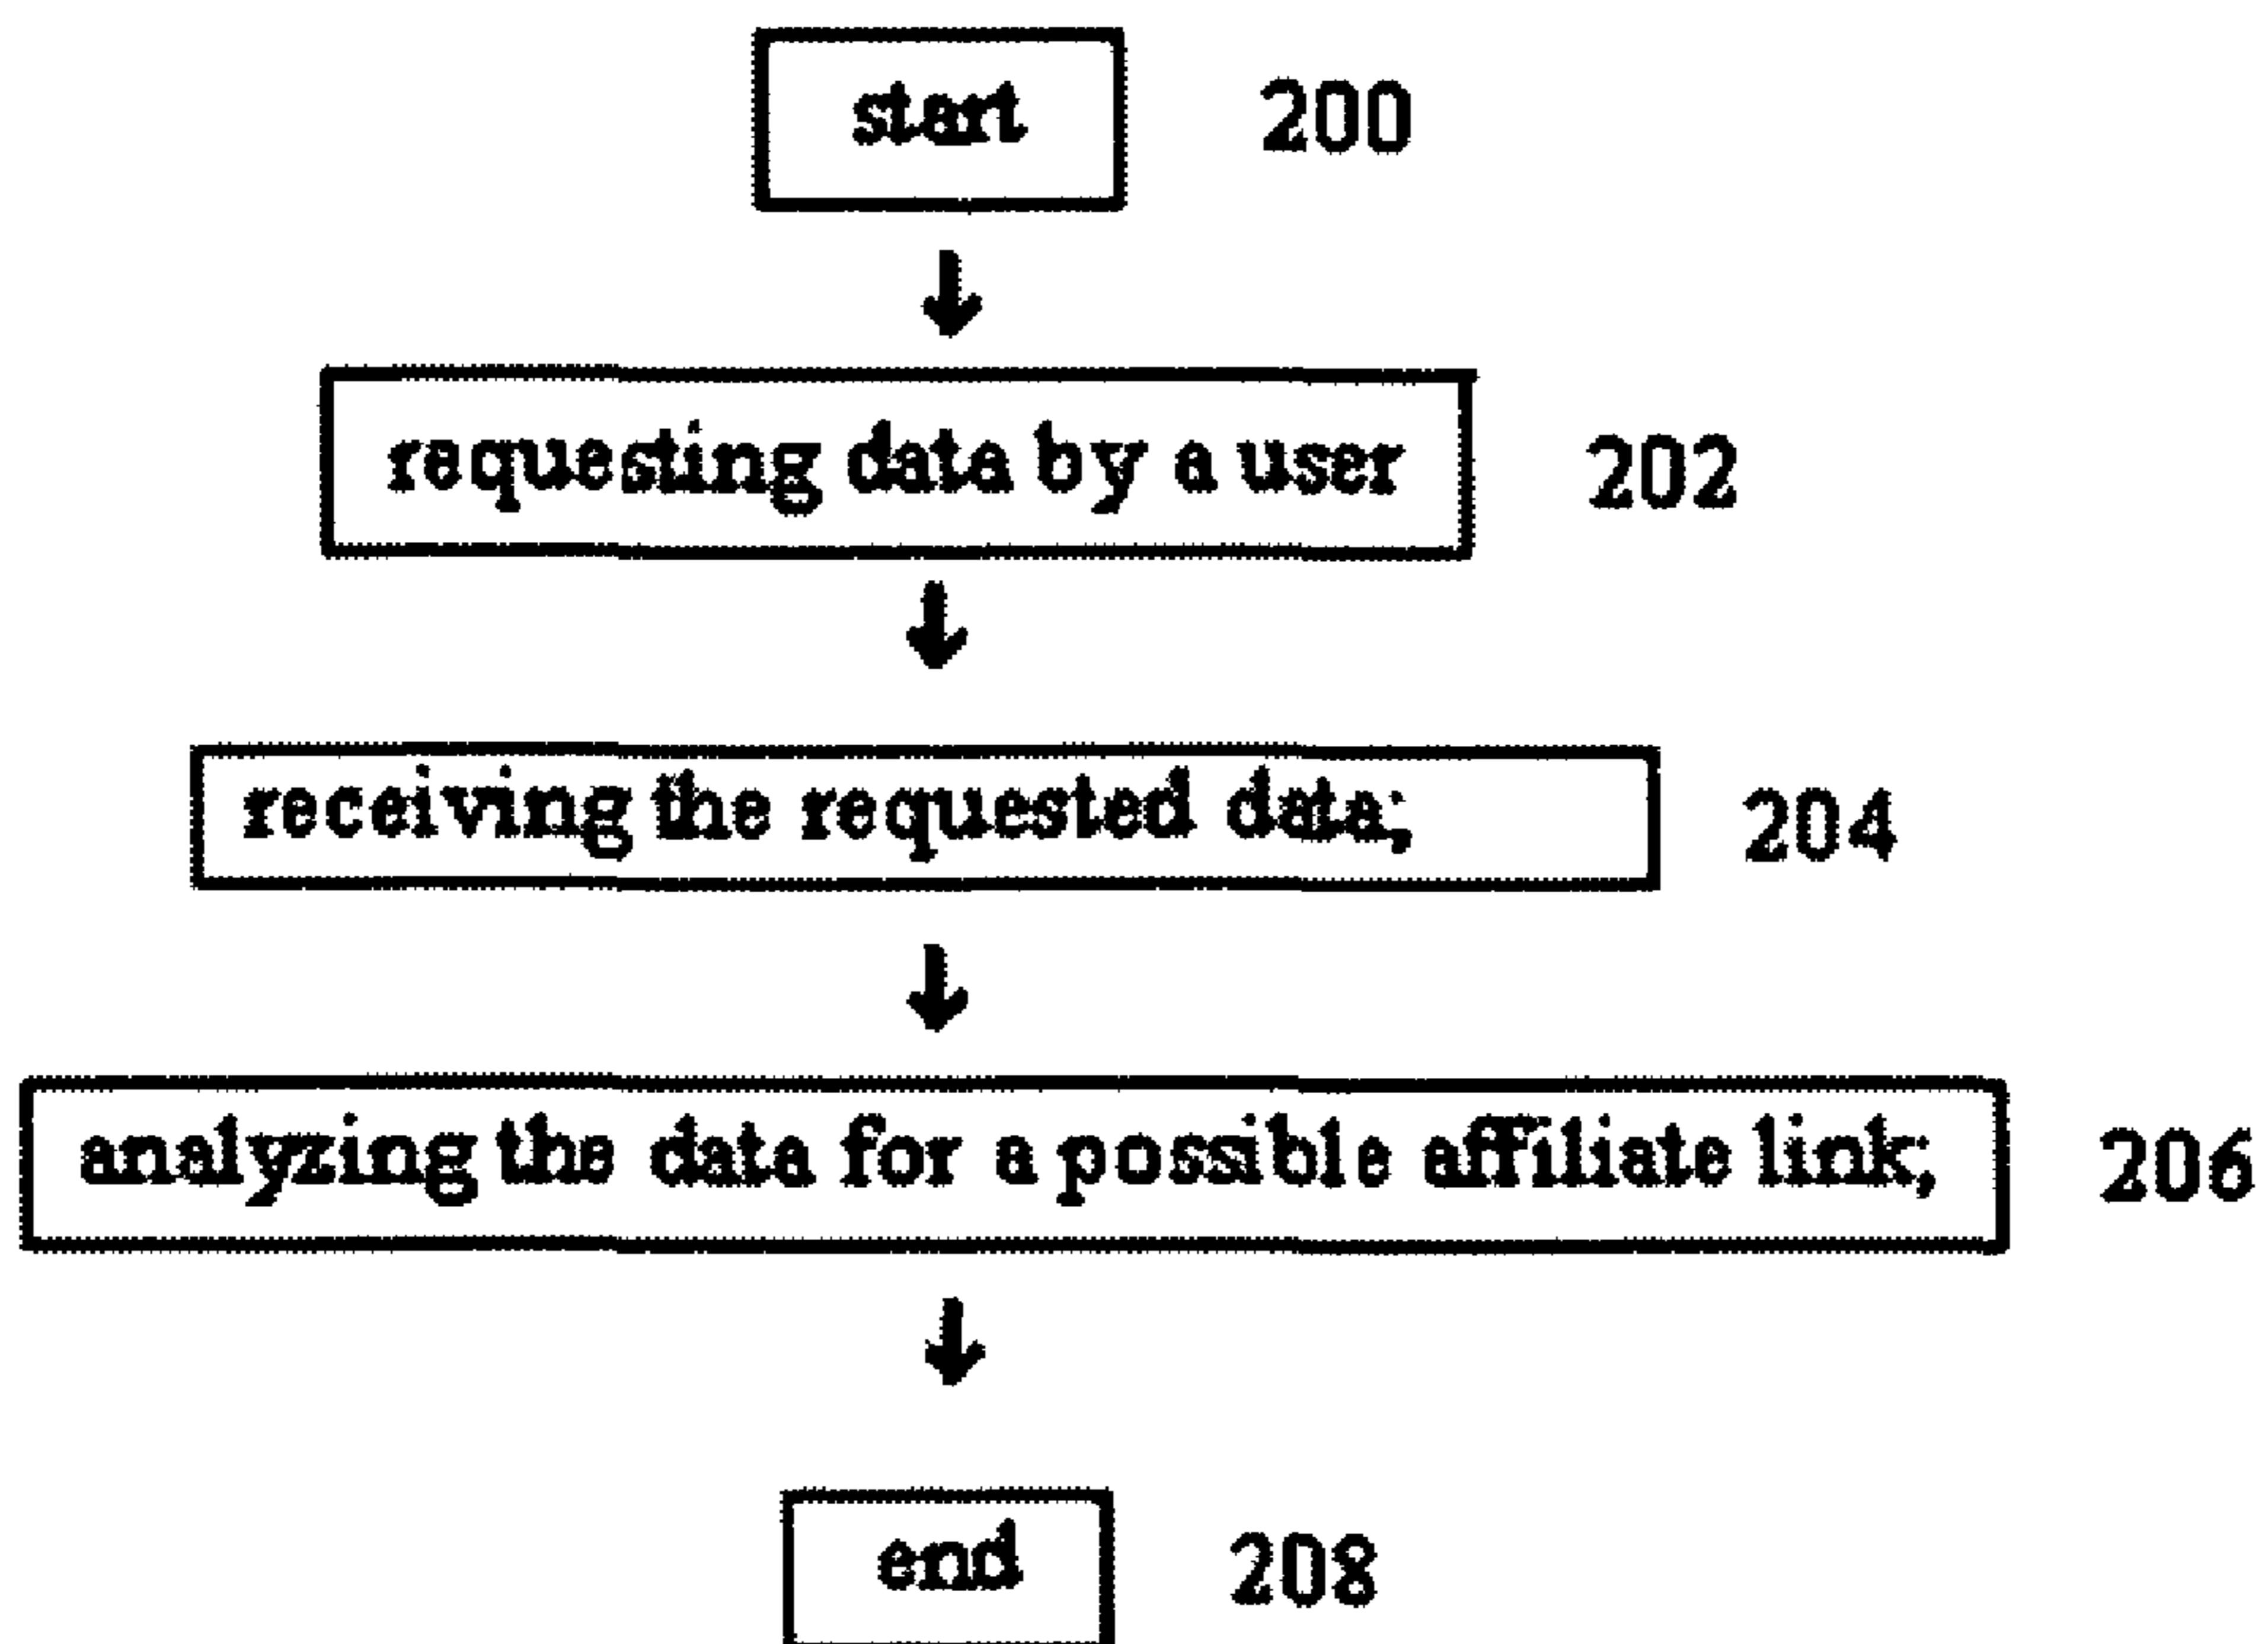 start 200
requesting data by a user 202
receiving the requested data; 204
analyzing the data for a possible affiliate link; 206
end 208